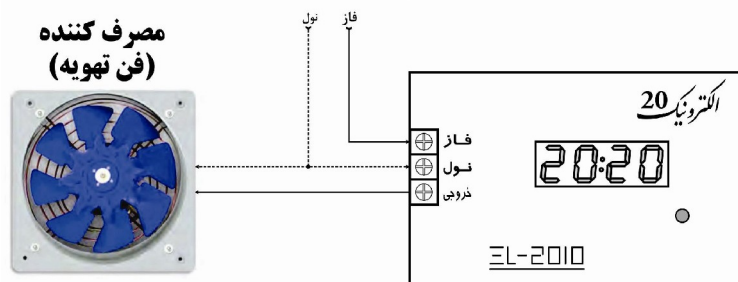 مصرف کننده
(فن تهویه)
نول
فاز
الکترونیک 20
فاز
نول
خروجی
20:20
EL-2010